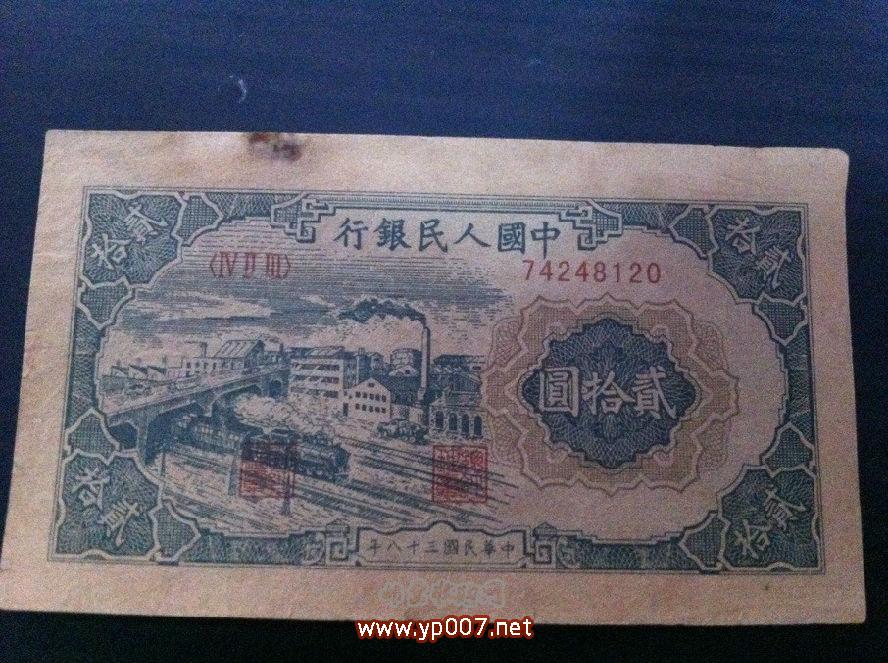 中國人民銀行
貳拾
貳拾
〈IV II III〉
74248120
貳拾圓
貳拾
貳拾
中華民國三十八年
www.yp007.net